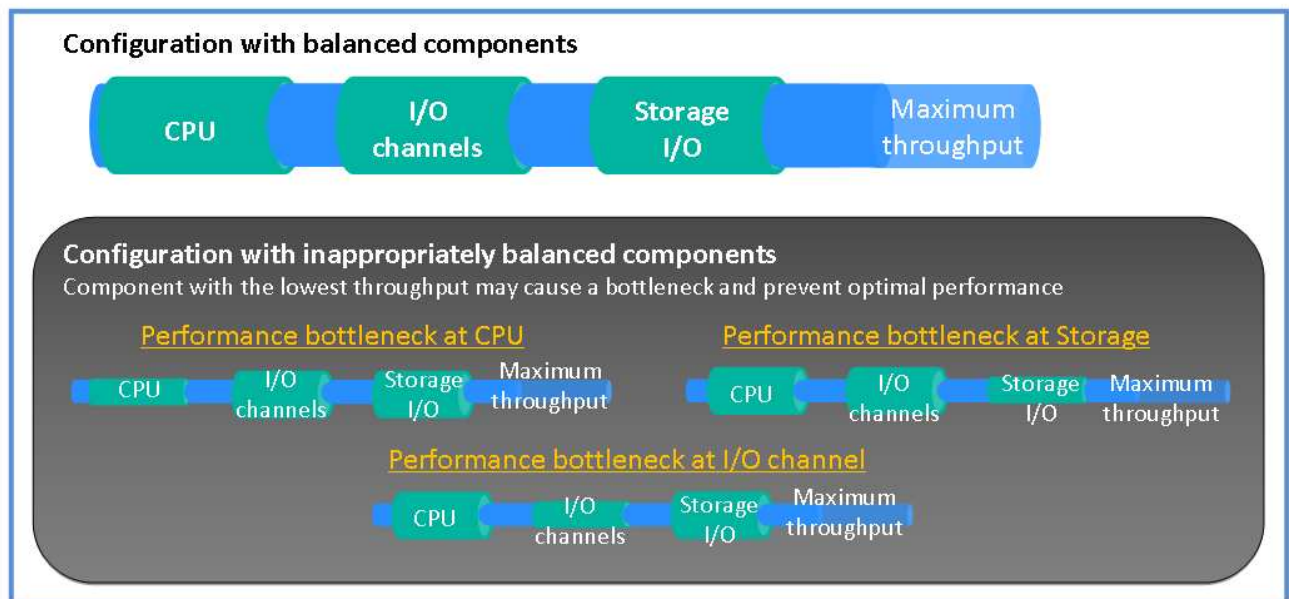 Configuration with balanced components
CPU
I/O
channels
Storage
I/O
Maximum
throughput
Configuration with inappropriately balanced components
Component with the lowest throughput may cause a bottleneck and prevent optimal performance
Performance bottleneck at CPU
CPU
I/O
channels
Storage
I/O
Maximum
throughput
Performance bottleneck at Storage
CPU
I/O
channels
Storage
I/O
Maximum
throughput
Performance bottleneck at I/O channel
CPU
I/O
channels
Storage
I/O
Maximum
throughput